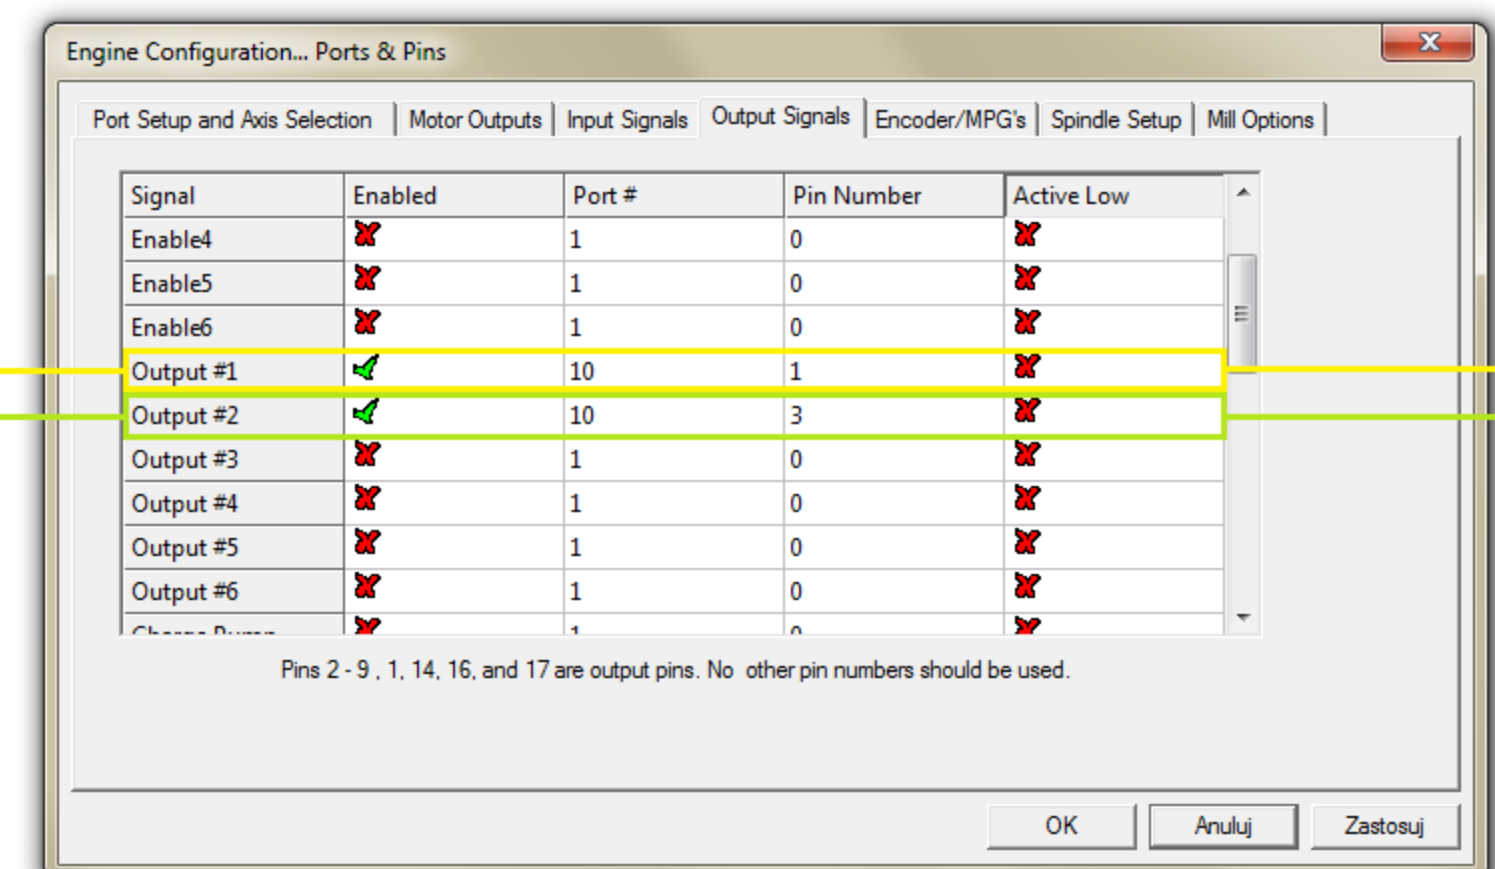 Engine Configuration... Ports & Pins
Port Setup and Axis Selection Motor Outputs Input Signals Output Signals Encoder/MPG's Spindle Setup Mill Options
Signal Enabled Port # Pin Number Active Low
Enable4 1 0
Enable5 1 0
Enable6 1 0
Output #1 10 1
Output #2 10 3
Output #3 1 0
Output #4 1 0
Output #5 1 0
Output #6 1 0
Charge Pump 1 0
Pins 2 - 9 , 1, 14, 16, and 17 are output pins. No other pin numbers should be used.
OK Anuluj Zastosuj